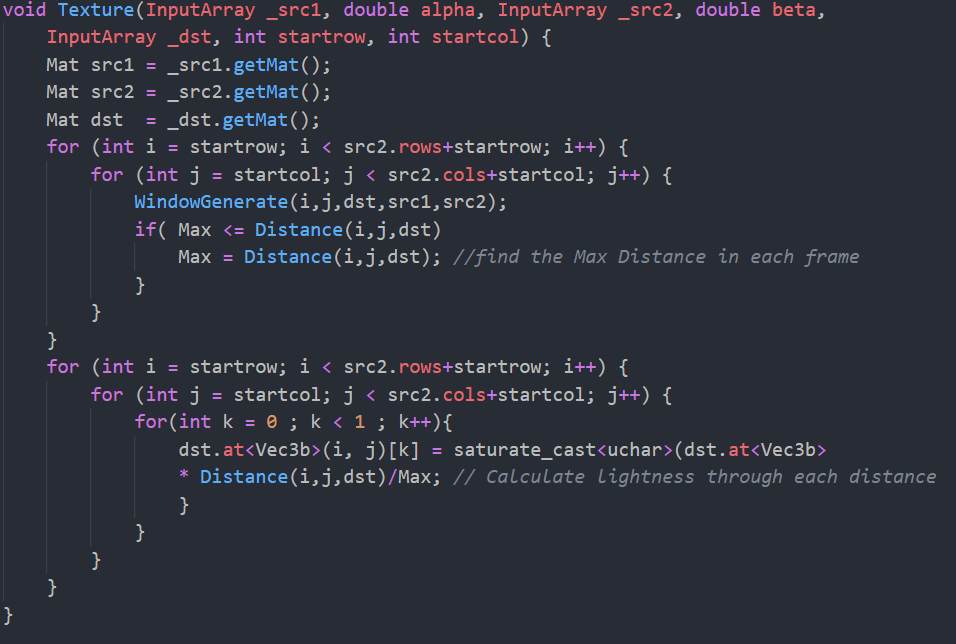 void Texture(InputArray _src1, double alpha, InputArray _src2, double beta,
    InputArray _dst, int startrow, int startcol) {
    Mat src1 = _src1.getMat();
    Mat src2 = _src2.getMat();
    Mat dst  = _dst.getMat();
    for (int i = startrow; i < src2.rows+startrow; i++) {
        for (int j = startcol; j < src2.cols+startcol; j++) {
            WindowGenerate(i,j,dst,src1,src2);
            if( Max <= Distance(i,j,dst)
                Max = Distance(i,j,dst); //find the Max Distance in each frame
            }
        }
    }
    for (int i = startrow; i < src2.rows+startrow; i++) {
        for (int j = startcol; j < src2.cols+startcol; j++) {
            for(int k = 0 ; k < 1 ; k++){
                dst.at<Vec3b>(i, j)[k] = saturate_cast<uchar>(dst.at<Vec3b>
                * Distance(i,j,dst)/Max; // Calculate lightness through each distance
                }
            }
        }
    }
}